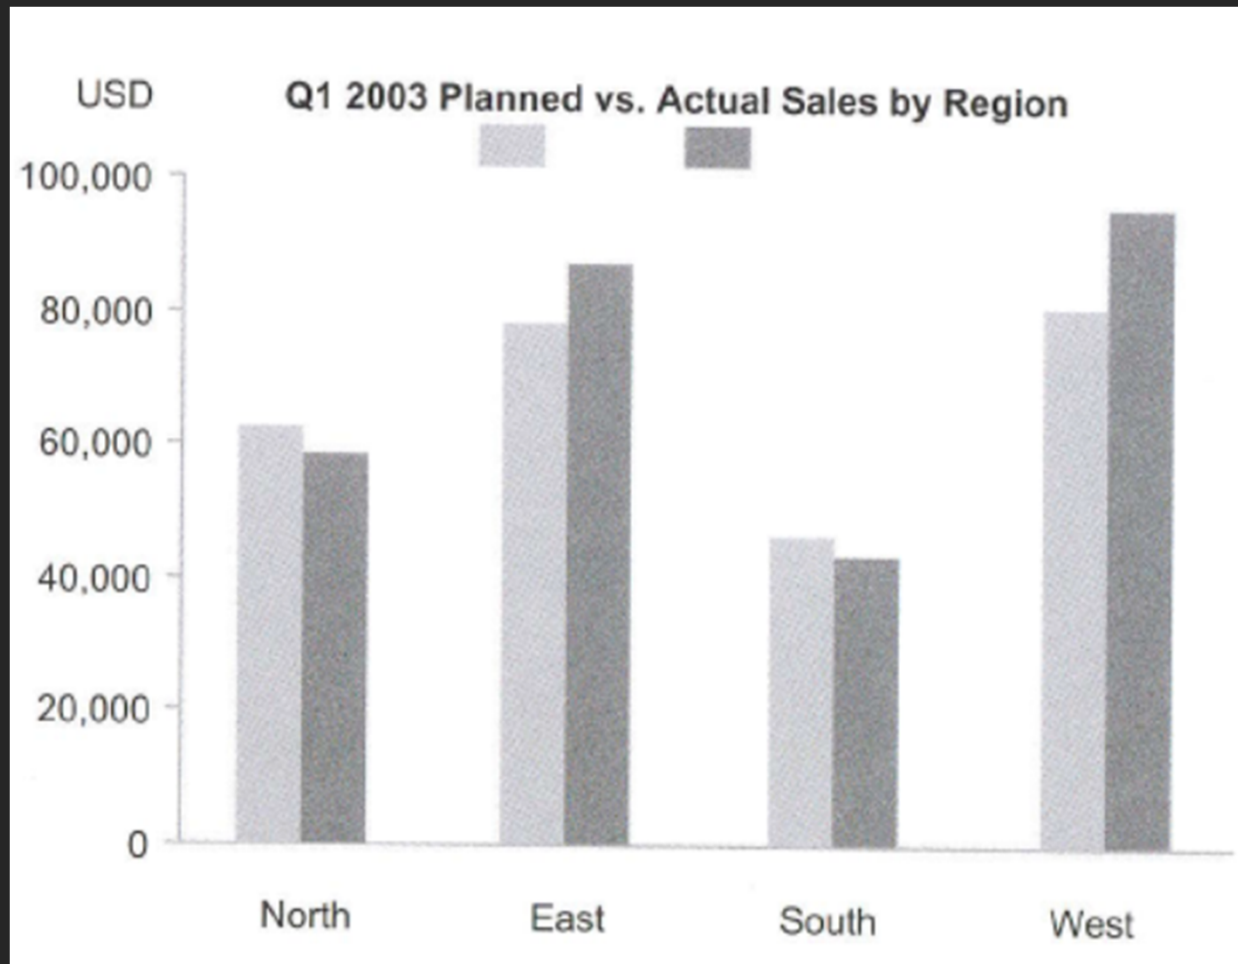 USD
Q1 2003 Planned vs. Actual Sales by Region
100,000
80,000
60,000
40,000
20,000
0
North East South West